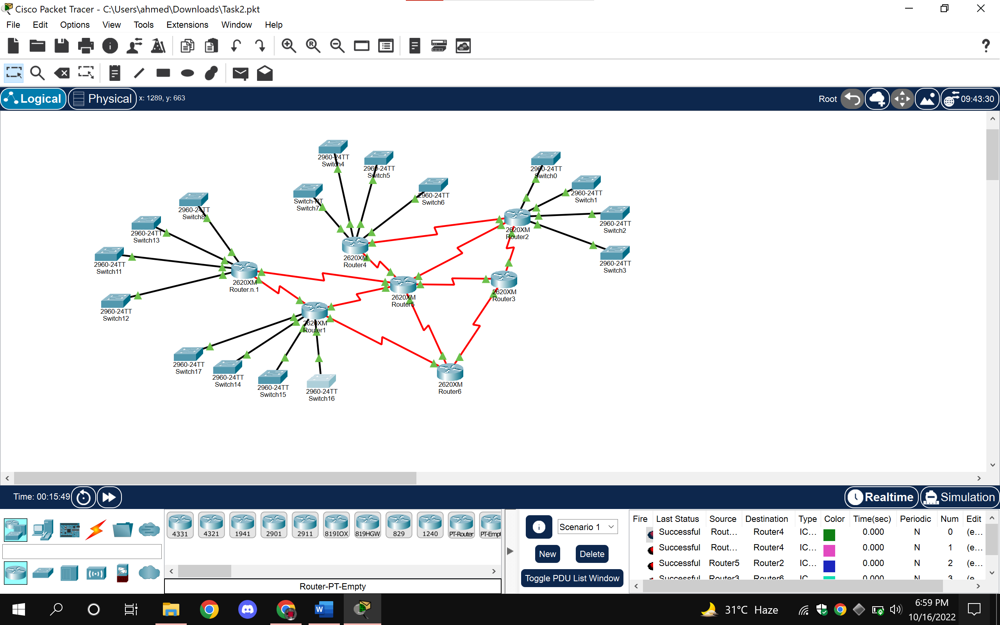 Cisco Packet Tracer - C:\Users\ahmed\Downloads\Task2.pkt
File Edit Options View Tools Extensions Window Help
Logical Physical x: 1289, y: 663 Root 09:43:30
2960-24TT
Switch4
2960-24TT
Switch5
2960-24TT
Switch0
2960-24TT
Switch6
2960-24TT
Switch1
Switch-PT
Switch7
2960-24TT
Switch8
2960-24TT
Switch2
2620XM
Router2
2960-24TT
Switch13
2960-24TT
Switch11
2620XM
Router4
2960-24TT
Switch3
2620XM
Router.n.1
2620XM
Router5
2620XM
Router3
2960-24TT
Switch12
2620XM
Router1
2960-24TT
Switch17
2960-24TT
Switch14
2960-24TT
Switch15
2960-24TT
Switch16
2620XM
Router6
Time: 00:15:49 Realtime Simulation
4331 4321 1941 2901 2911 819IOX 819HGW 829 1240 PT-Router PT-Empt
Router-PT-Empty
Scenario 1
New Delete
Toggle PDU List Window
Fire Last Status Source Destination Type Color Time(sec) Periodic Num Edit
Successful Rout... Router4 IC... 0.000 N 0 (e...
Successful Rout... Router4 IC... 0.000 N 1 (e...
Successful Router5 Router2 IC... 0.000 N 2 (e...
Successful Router3 Router6 IC... 0.000 N 3 (e...
31°C Haze
6:59 PM
10/16/2022